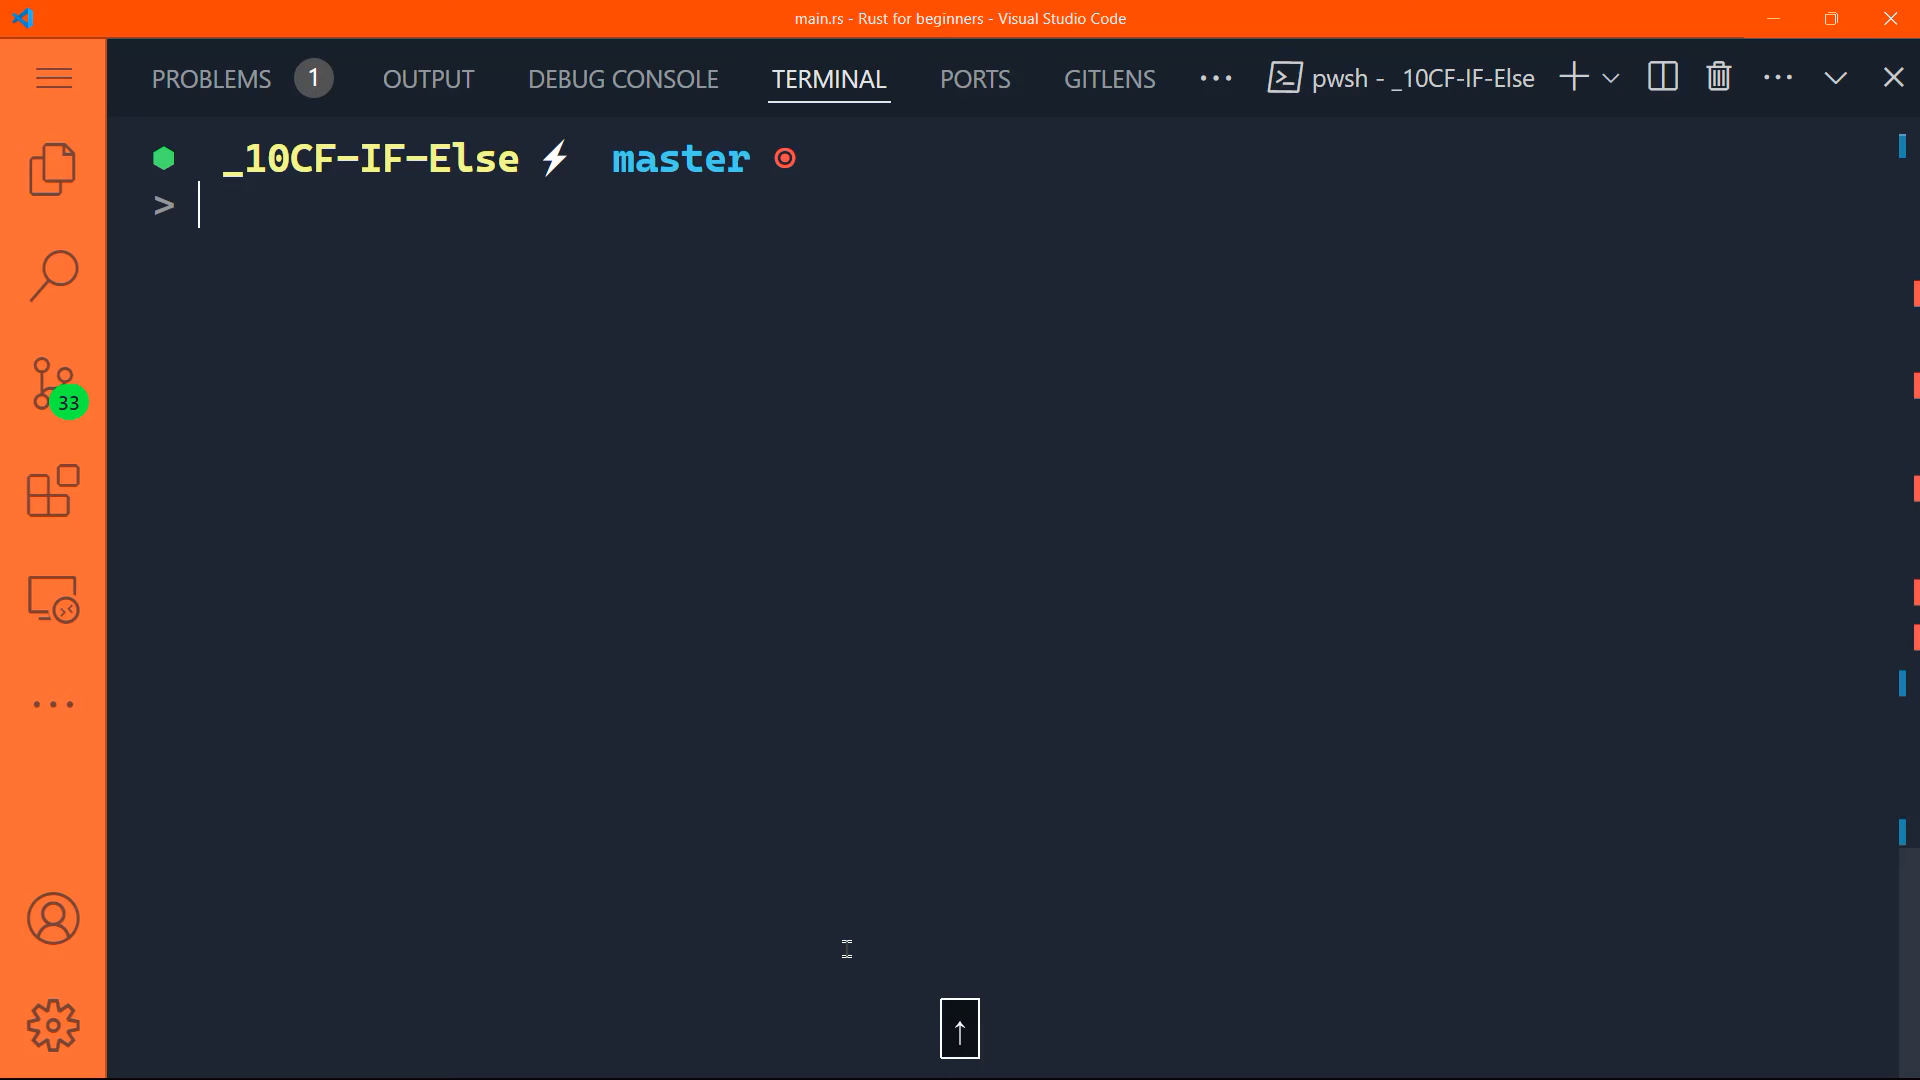 main.rs - Rust for beginners - Visual Studio Code
PROBLEMS 1 OUTPUT DEBUG CONSOLE TERMINAL PORTS GITLENS ··· pwsh - _10CF-IF-Else
_10CF-IF-Else ⚡ master
>
33
↑